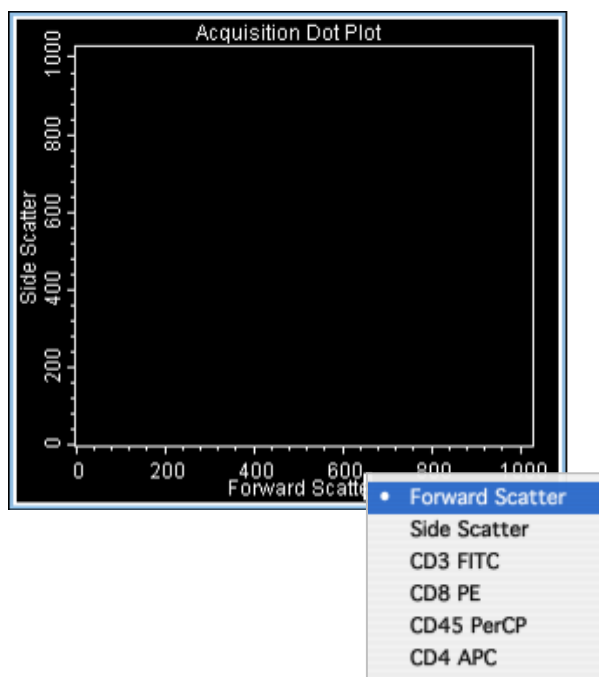 Acquisition Dot Plot
1000
800
600
400
200
0
Side Scatter
0 200 400 600 800 1000
Forward Scatte
• Forward Scatter
Side Scatter
CD3 FITC
CD8 PE
CD45 PerCP
CD4 APC